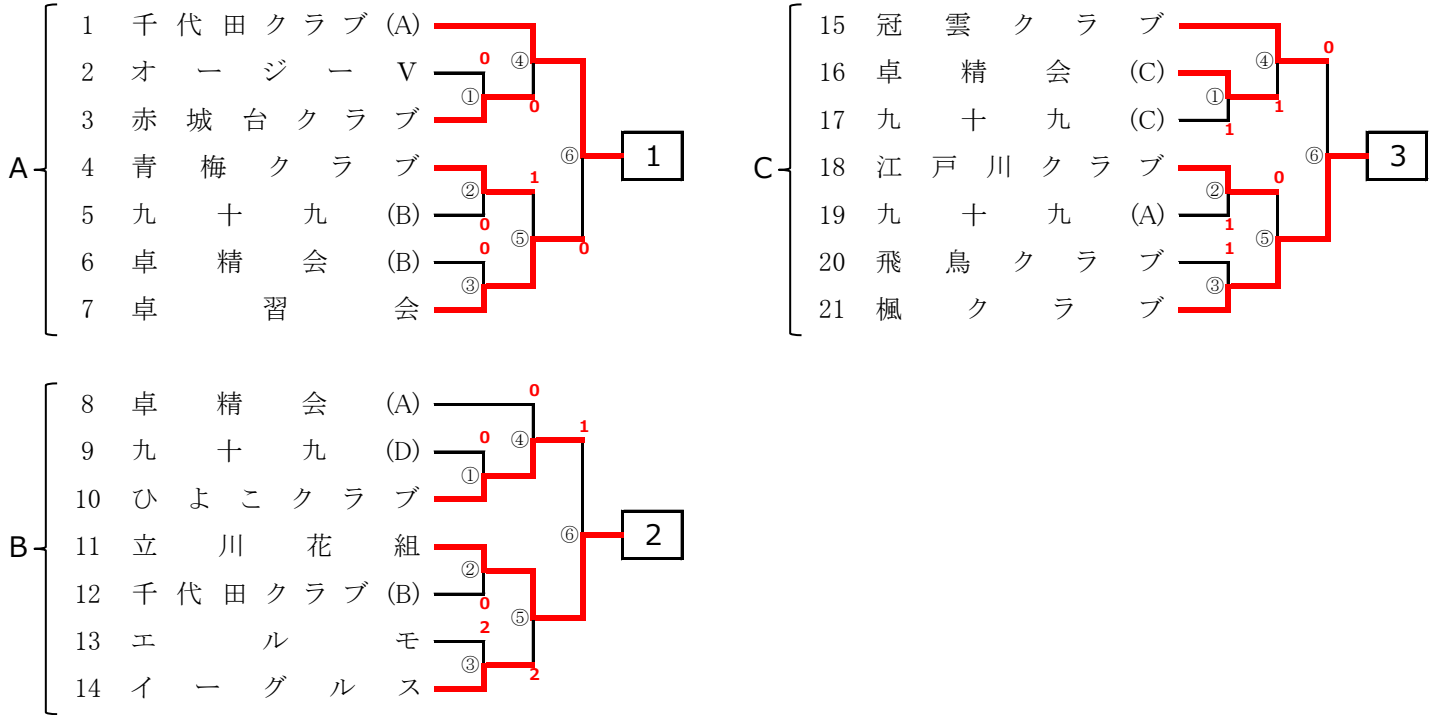 A
1 千代田クラブ(A)
2 オージーV
3 赤城台クラブ
4 青梅クラブ
5 九十九(B)
6 卓精会(B)
7 卓習会
0
④
①
0
⑥
1
1
②
0
⑤
0
0
③
B
8 卓精会(A)
9 九十九(D)
10 ひよこクラブ
11 立川花組
12 千代田クラブ(B)
13 エルモ
14 イーグルス
0
1
0
④
①
⑥
2
②
0
⑤
2
③
2
C
15 冠雲クラブ
16 卓精会(C)
17 九十九(C)
18 江戸川クラブ
19 九十九(A)
20 飛鳥クラブ
21 楓クラブ
0
④
①
1
1
⑥
3
0
②
1
⑤
1
③